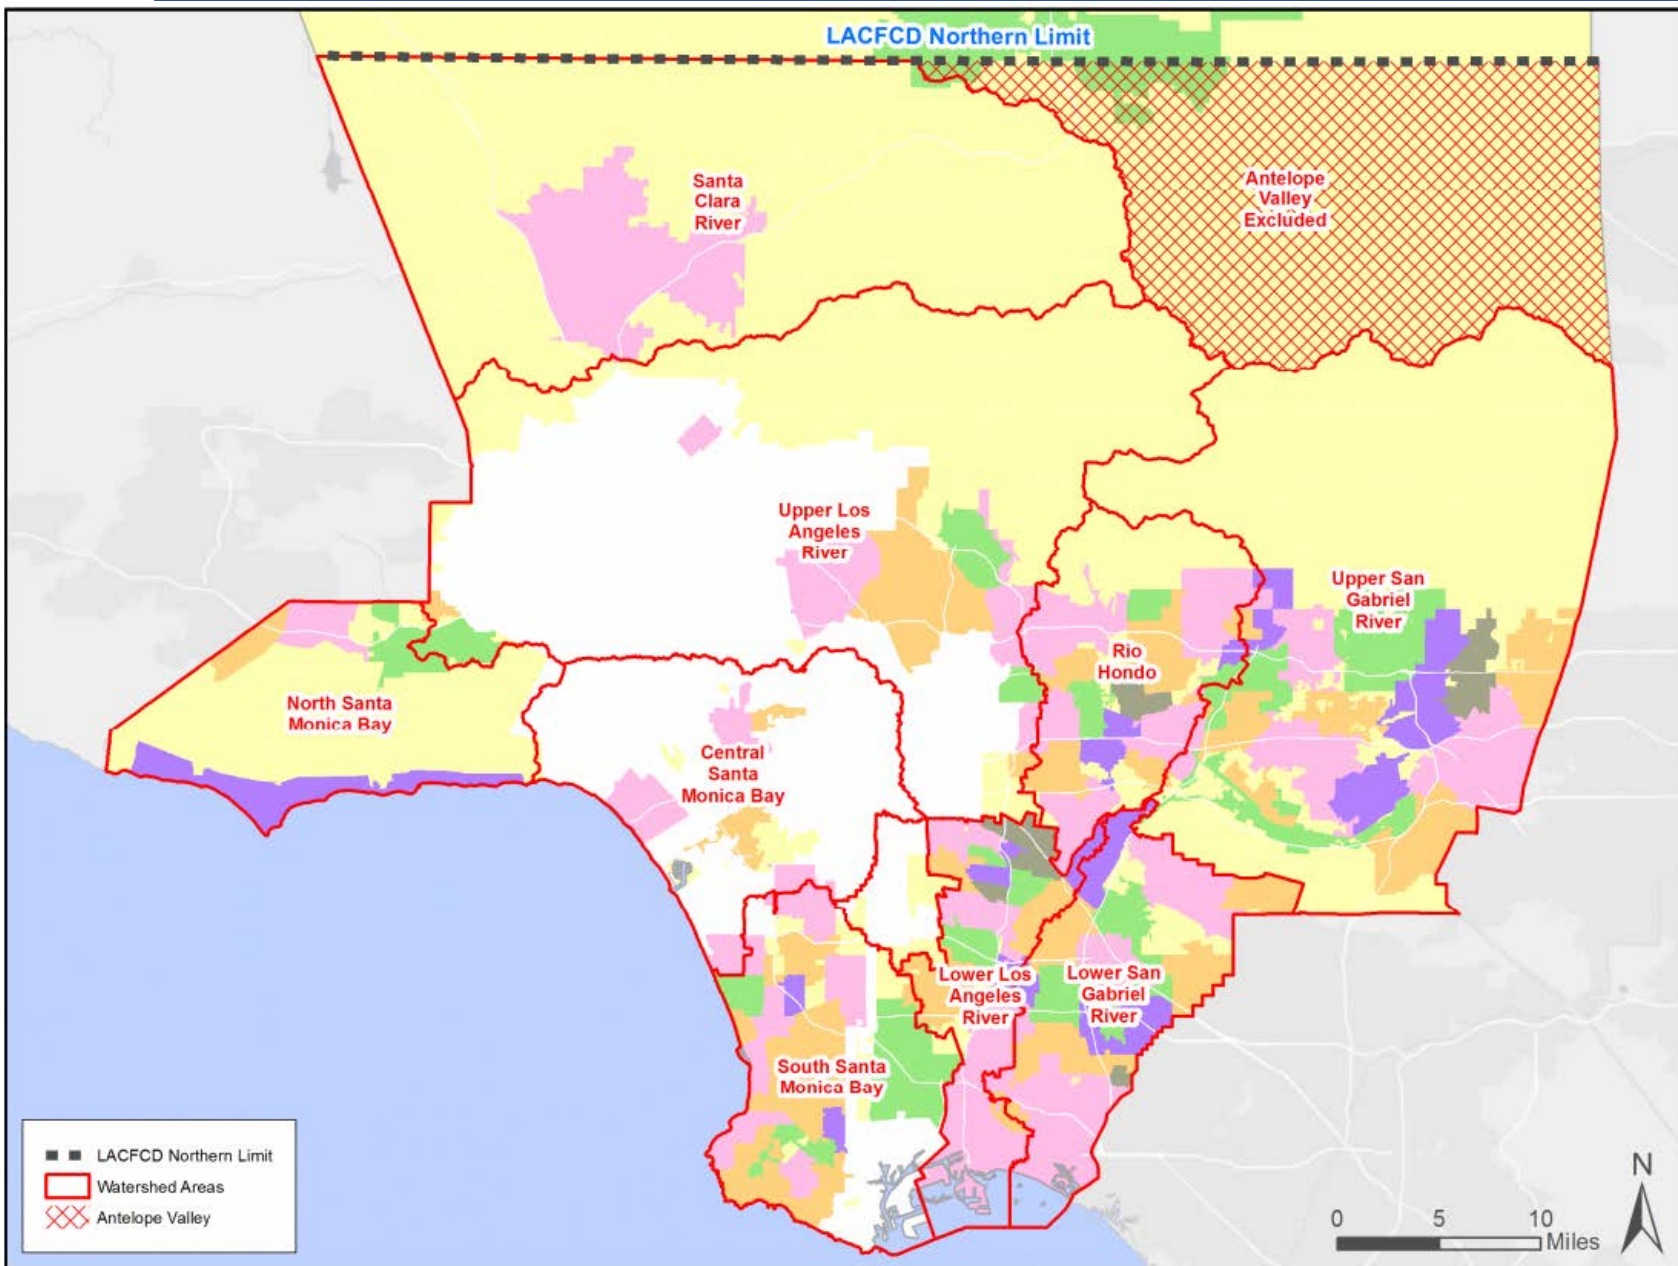 LACFCD Northern Limit
Santa
Clara
River
Antelope
Valley
Excluded
Upper Los
Angeles
River
Upper San
Gabriel
River
Rio
Hondo
North Santa
Monica Bay
Central
Santa
Monica Bay
Lower Los
Angeles
River
Lower San
Gabriel
River
South Santa
Monica Bay
LACFCD Northern Limit
Watershed Areas
Antelope Valley
N
0 5 10
Miles